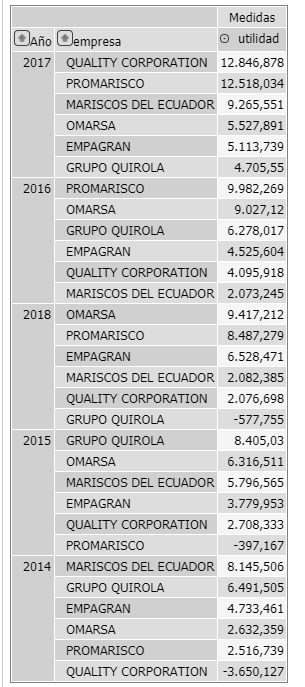 Medidas
Año empresa utilidad
2017 QUALITY CORPORATION 12.846,878
PROMARISCO 12.518,034
MARISCOS DEL ECUADOR 9.265,551
OMARSA 5.527,891
EMPAGRAN 5.113,739
GRUPO QUIROLA 4.705,55
2016 PROMARISCO 9.982,269
OMARSA 9.027,12
GRUPO QUIROLA 6.278,017
EMPAGRAN 4.525,604
QUALITY CORPORATION 4.095,918
MARISCOS DEL ECUADOR 2.073,245
2018 OMARSA 9.417,212
PROMARISCO 8.487,279
EMPAGRAN 6.528,471
MARISCOS DEL ECUADOR 2.082,385
QUALITY CORPORATION 2.076,698
GRUPO QUIROLA -577,755
2015 GRUPO QUIROLA 8.405,03
OMARSA 6.316,511
MARISCOS DEL ECUADOR 5.796,565
EMPAGRAN 3.779,953
QUALITY CORPORATION 2.708,333
PROMARISCO -397,167
2014 MARISCOS DEL ECUADOR 8.145,506
GRUPO QUIROLA 6.491,505
EMPAGRAN 4.733,461
OMARSA 2.632,359
PROMARISCO 2.516,739
QUALITY CORPORATION -3.650,127